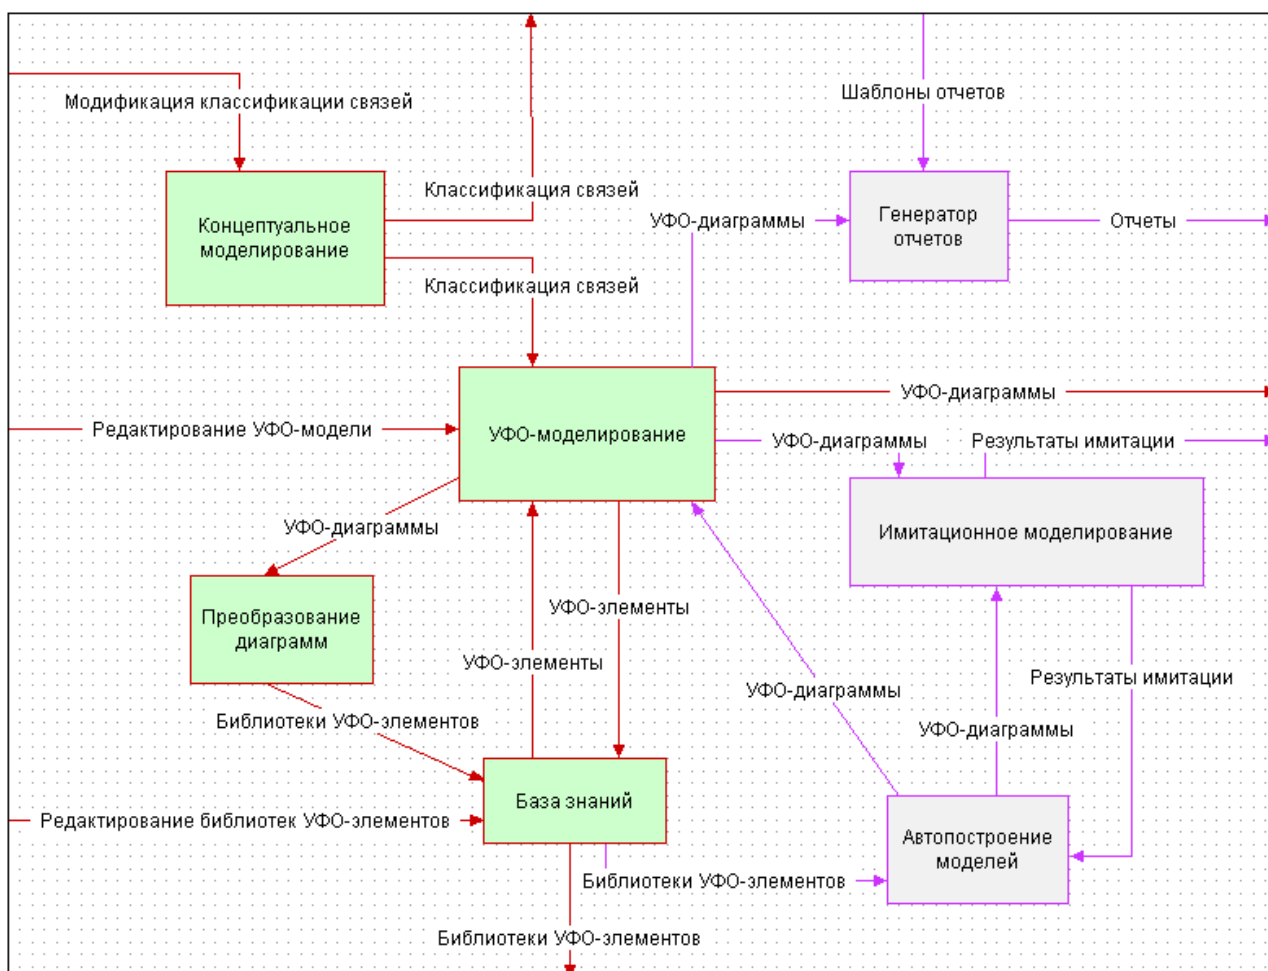 Модификация классификации связей
Шаблоны отчетов
Классификация связей
Концептуальное
моделирование
УФО-диаграммы
Генератор
отчетов
Отчеты
Классификация связей
УФО-диаграммы
Редактирование УФО-модели
УФО-моделирование
УФО-диаграммы
Результаты имитации
УФО-диаграммы
Имитационное моделирование
Преобразование
диаграмм
УФО-элементы
УФО-элементы
Результаты имитации
УФО-диаграммы
Библиотеки УФО-элементов
УФО-диаграммы
База знаний
Редактирование библиотек УФО-элементов
Автопостроение
моделей
Библиотеки УФО-элементов
Библиотеки УФО-элементов